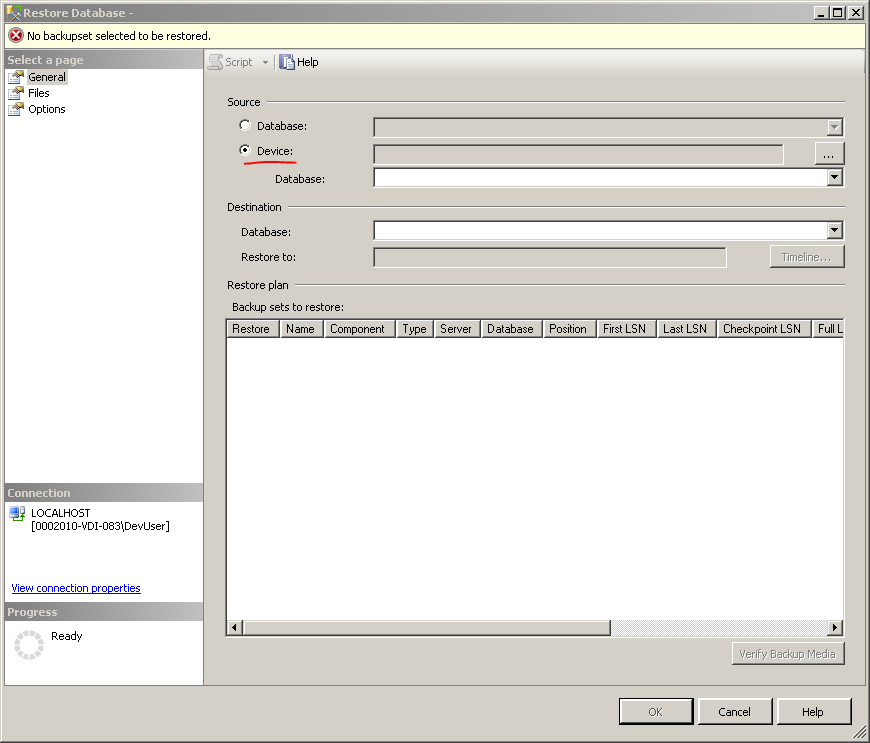 Restore Database -
No backupset selected to be restored.
Select a page
General
Files
Options
Script
Help
Source
Database:
Device:
...
Database:
Destination
Database:
Restore to:
Timeline...
Restore plan
Backup sets to restore:
Restore Name Component Type Server Database Position First LSN Last LSN Checkpoint LSN Full L
Connection
LOCALHOST
[0002010-VDI-083\DevUser]
View connection properties
Progress
Ready
Verify Backup Media
OK Cancel Help